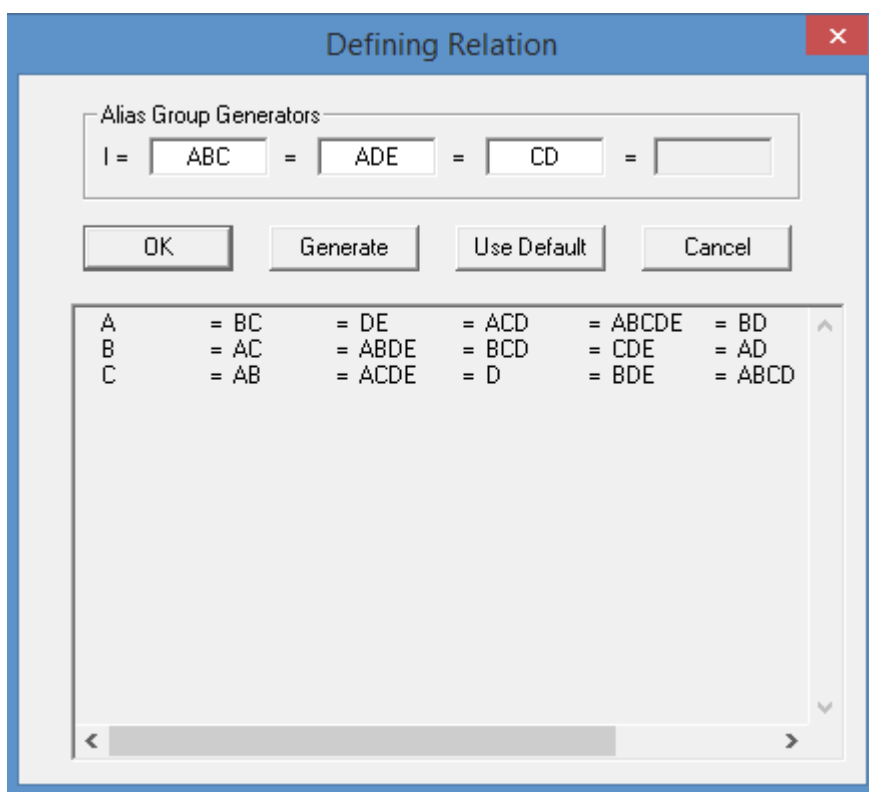 Defining Relation
Alias Group Generators
I = ABC = ADE = CD =
OK Generate Use Default Cancel
A = BC = DE = ACD = ABCDE = BD
B = AC = ABDE = BCD = CDE = AD
C = AB = ACDE = D = BDE = ABCD